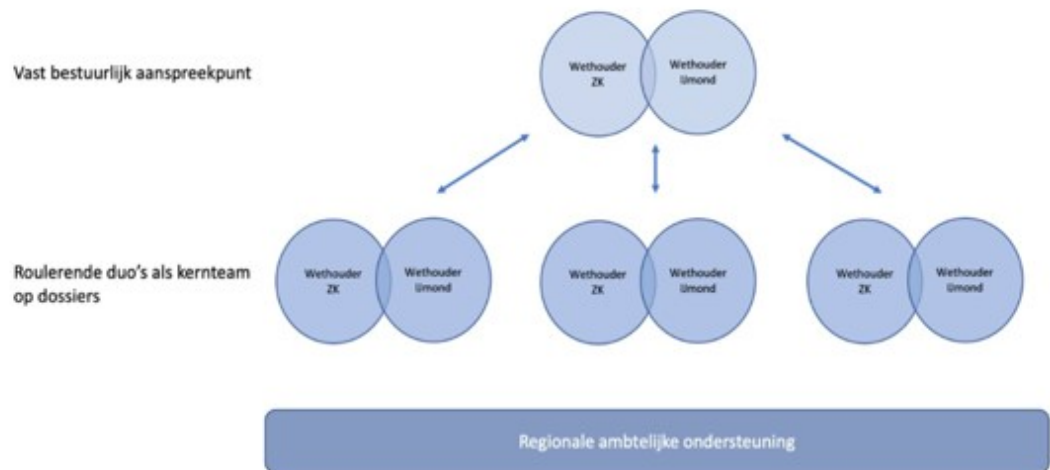 Vast bestuurlijk aanspreekpunt
Wethouder
ZK
Wethouder
IJmond
Roulerende duo's als kernteam
op dossiers
Wethouder
ZK
Wethouder
IJmond
Wethouder
ZK
Wethouder
IJmond
Wethouder
ZK
Wethouder
IJmond
Regionale ambtelijke ondersteuning